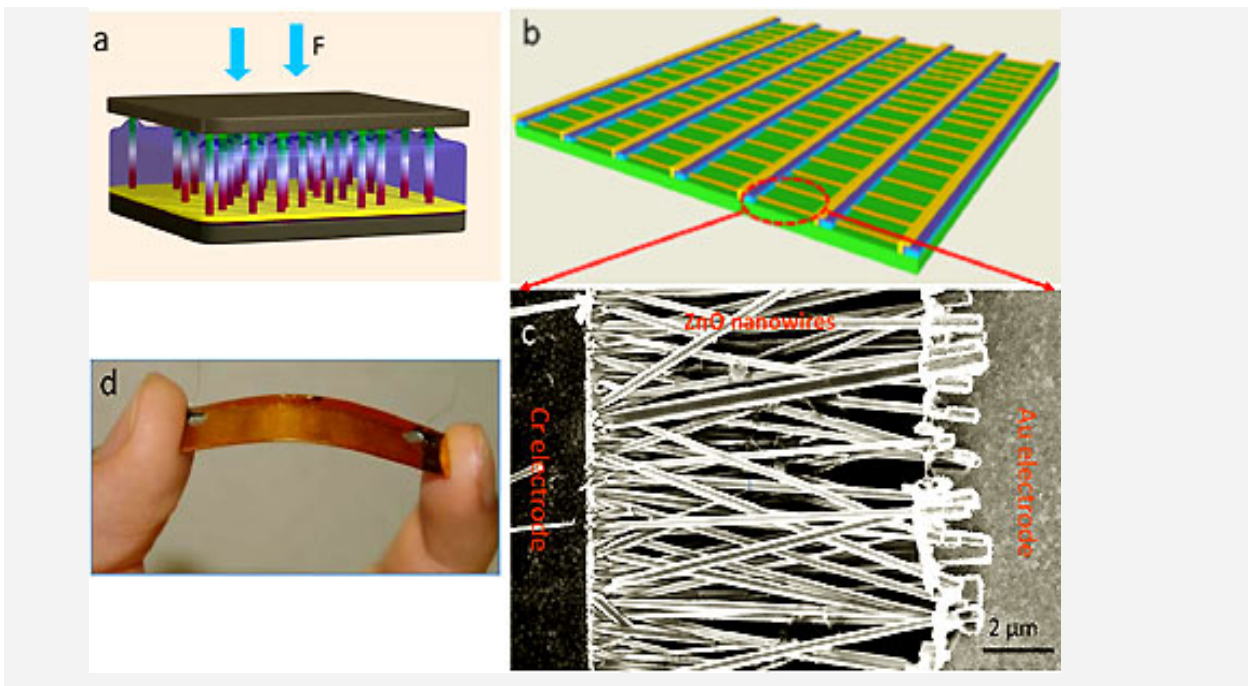 a
F
b
c
ZnO nanowires
Cr electrode
Au electrode
2 μm
d